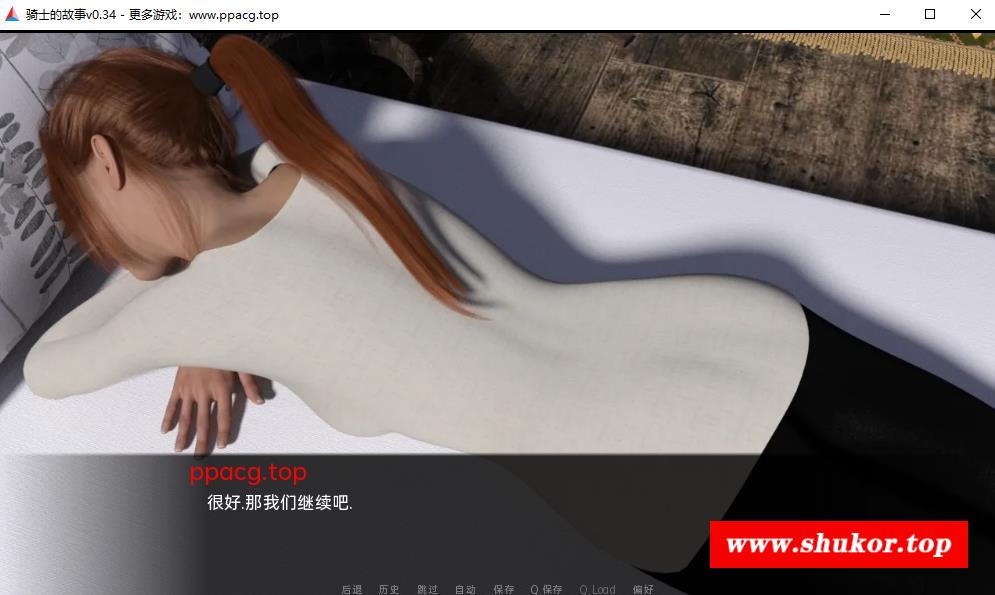 骑士的故事v0.34 - 更多游戏：www.ppacg.top
ppacg.top
很好.那我们继续吧.
www.shukor.top
后退 历史 跳过 自动 保存 Q.保存 Q.Load 偏好